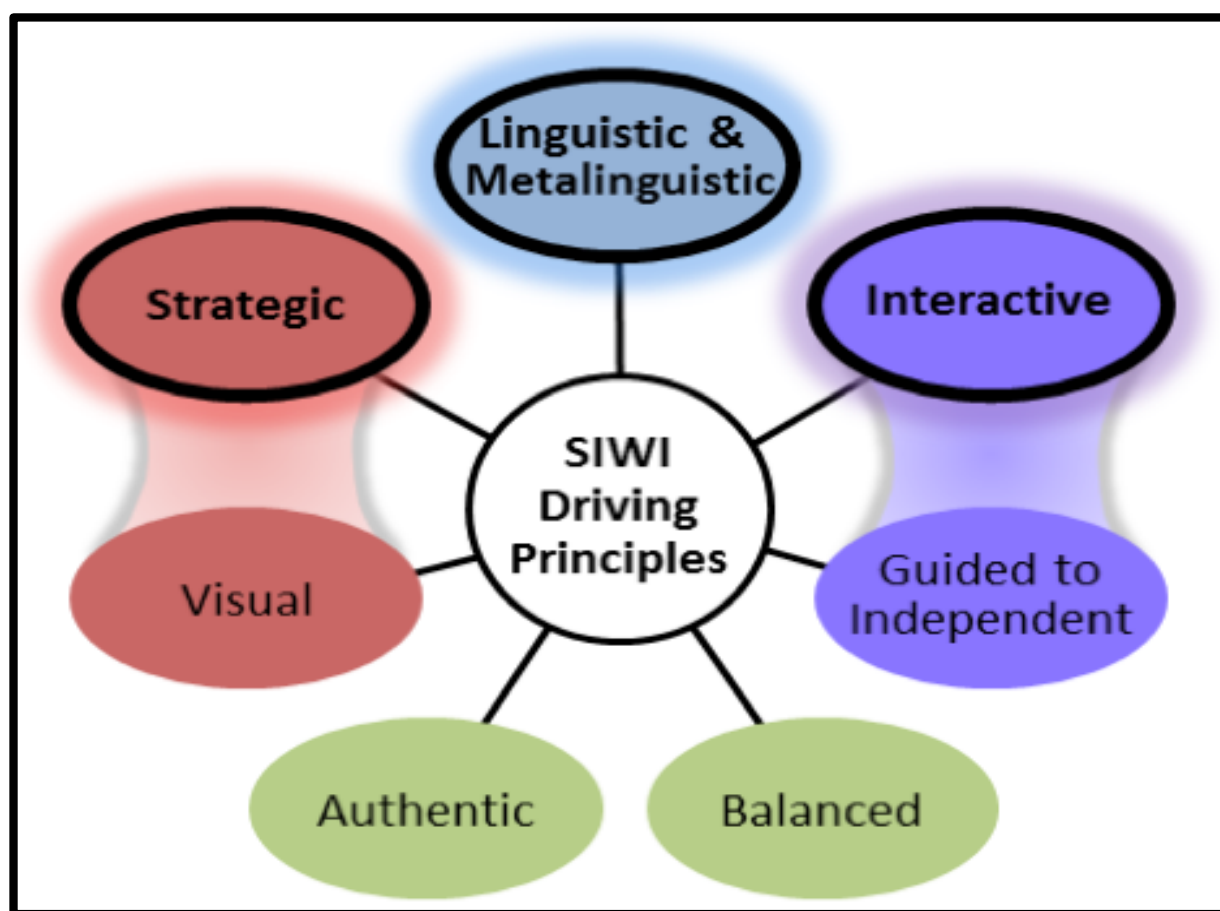 Linguistic &
Metalinguistic
Strategic
Interactive
SIWI
Driving
Principles
Visual
Guided to
Independent
Authentic
Balanced